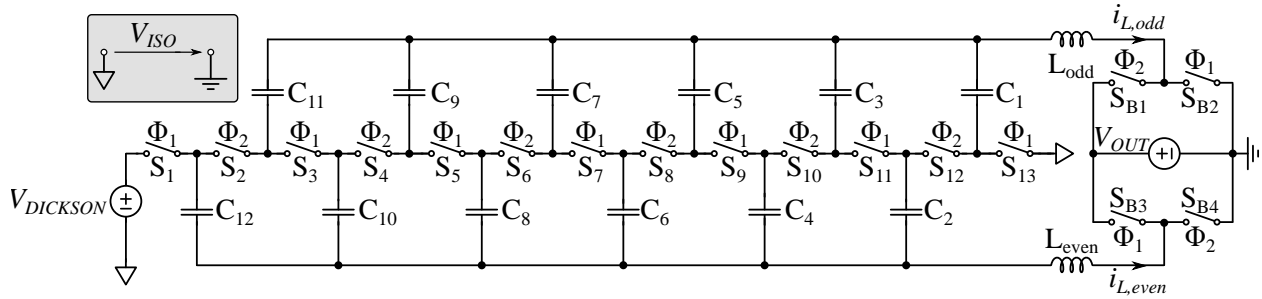 V_ISO
i_L,odd
L_odd
Φ₂ Φ₁
S_B1 S_B2
C₁₁ C₉ C₇ C₅ C₃ C₁
Φ₁ Φ₂ Φ₁ Φ₂ Φ₁ Φ₂ Φ₁ Φ₂ Φ₁ Φ₂ Φ₁ Φ₂ Φ₁
S₁ S₂ S₃ S₄ S₅ S₆ S₇ S₈ S₉ S₁₀ S₁₁ S₁₂ S₁₃
V_OUT
V_DICKSON
C₁₂ C₁₀ C₈ C₆ C₄ C₂
S_B3 S_B4
Φ₁ Φ₂
L_even
i_L,even